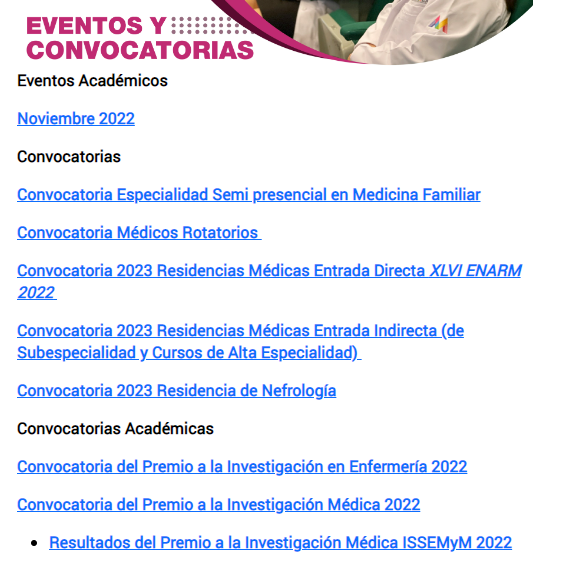 EVENTOS Y
CONVOCATORIAS
Eventos Académicos
Noviembre 2022
Convocatorias
Convocatoria Especialidad Semi presencial en Medicina Familiar
Convocatoria Médicos Rotatorios
Convocatoria 2023 Residencias Médicas Entrada Directa XLVI ENARM
2022
Convocatoria 2023 Residencias Médicas Entrada Indirecta (de
Subespecialidad y Cursos de Alta Especialidad)
Convocatoria 2023 Residencia de Nefrología
Convocatorias Académicas
Convocatoria del Premio a la Investigación en Enfermería 2022
Convocatoria del Premio a la Investigación Médica 2022
• Resultados del Premio a la Investigación Médica ISSEMyM 2022